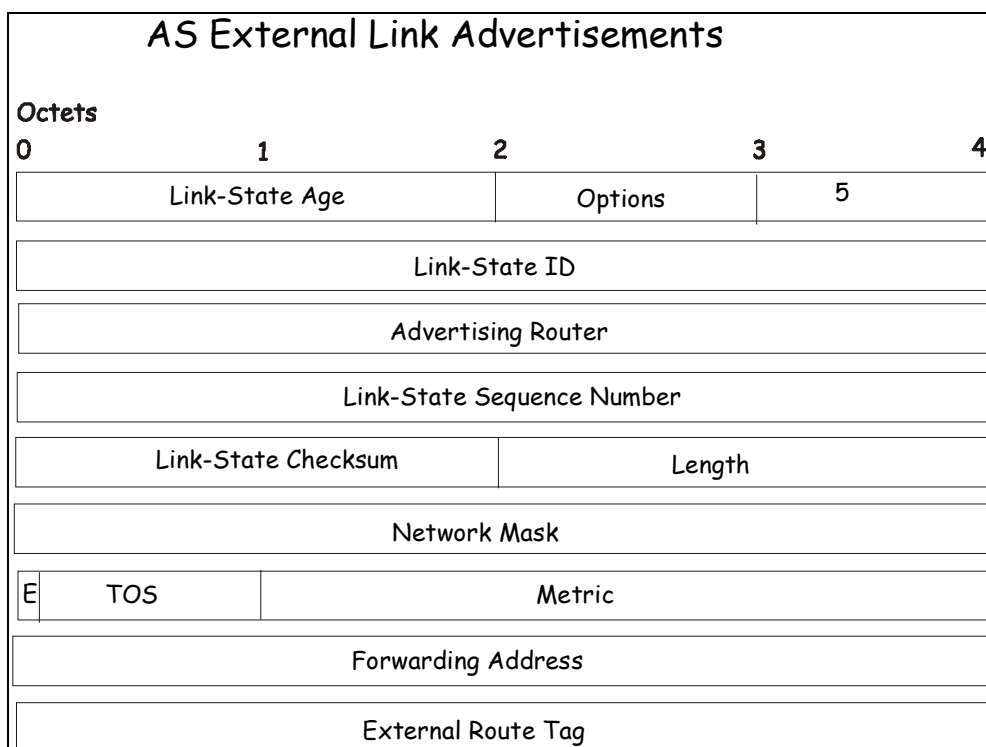 AS External Link Advertisements
Octets
0 1 2 3 4
Link-State Age Options 5
Link-State ID
Advertising Router
Link-State Sequence Number
Link-State Checksum Length
Network Mask
E TOS Metric
Forwarding Address
External Route Tag